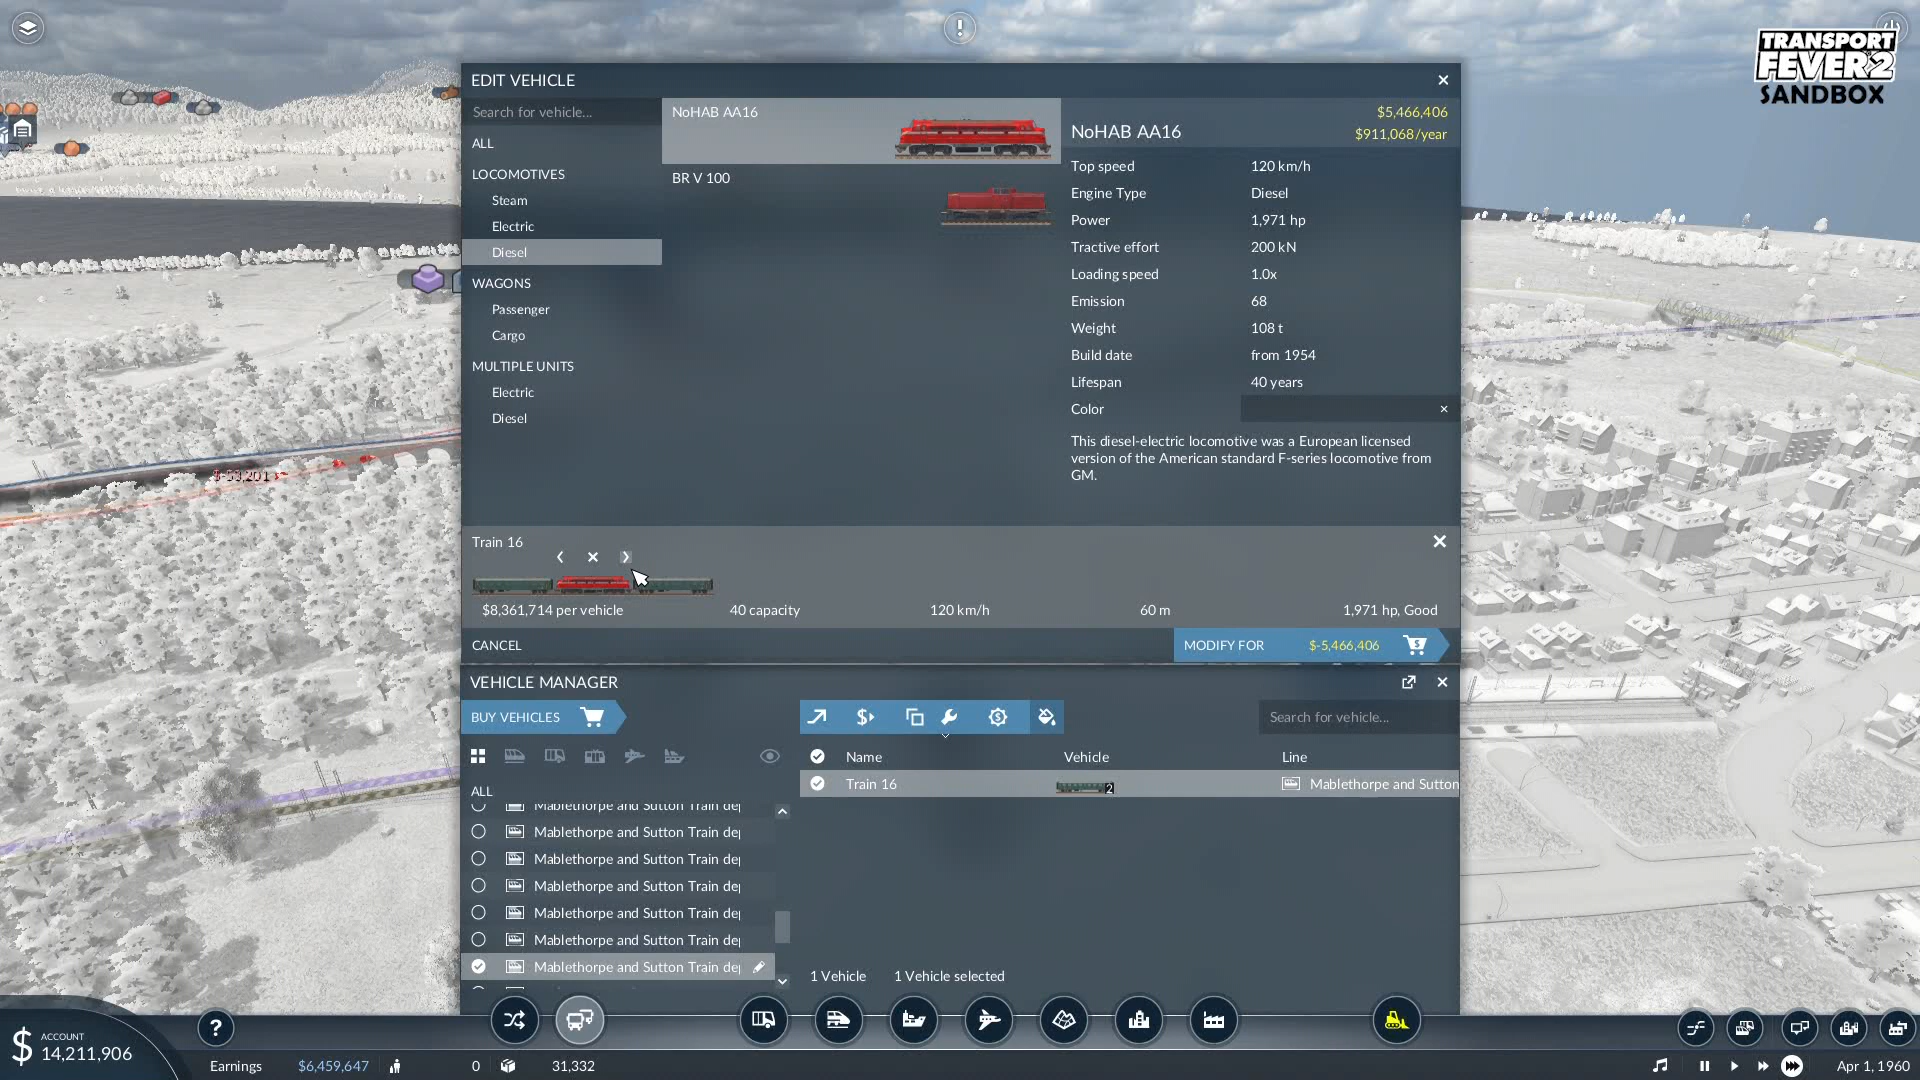 TRANSPORT
FEVER 2
SANDBOX
EDIT VEHICLE
Search for vehicle...
ALL
LOCOMOTIVES
Steam
Electric
Diesel
WAGONS
Passenger
Cargo
MULTIPLE UNITS
Electric
Diesel
NoHAB AA16
BR V 100
NoHAB AA16
$5,466,406
$911,068/year
Top speed 120 km/h
Engine Type Diesel
Power 1,971 hp
Tractive effort 200 kN
Loading speed 1.0x
Emission 68
Weight 108 t
Build date from 1954
Lifespan 40 years
Color
This diesel-electric locomotive was a European licensed
version of the American standard F-series locomotive from
GM.
Train 16
$8,361,714 per vehicle 40 capacity 120 km/h 60 m 1,971 hp, Good
CANCEL
MODIFY FOR $-5,466,406
VEHICLE MANAGER
BUY VEHICLES
Search for vehicle...
ALL
Mablethorpe and Sutton Train de
Mablethorpe and Sutton Train de
Mablethorpe and Sutton Train de
Mablethorpe and Sutton Train de
Mablethorpe and Sutton Train de
Mablethorpe and Sutton Train de
Mablethorpe and Sutton Train de
Name Vehicle Line
Train 16 2 Mablethorpe and Sutton
1 Vehicle 1 Vehicle selected
$ ACCOUNT
14,211,906
?
Earnings $6,459,647 0 31,332
Apr 1, 1960